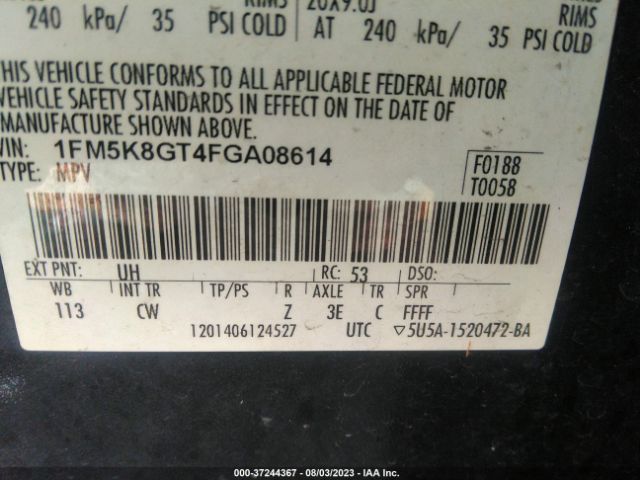 RIMS 20X9.0J RIMS
240 kPa/ 35 PSI COLD AT 240 kPa/ 35 PSI COLD
THIS VEHICLE CONFORMS TO ALL APPLICABLE FEDERAL MOTOR
VEHICLE SAFETY STANDARDS IN EFFECT ON THE DATE OF
MANUFACTURE SHOWN ABOVE.
VIN: 1FM5K8GT4FGA08614
TYPE: MPV
F0188
T0058
EXT PNT: UH RC: 53 DSO:
WB INT TR TP/PS R AXLE TR SPR
113 CW Z 3E C FFFF
1201406124527 UTC ▽5U5A-1520472-BA
000-37244367 | 08/03/2023 | IAA Inc.